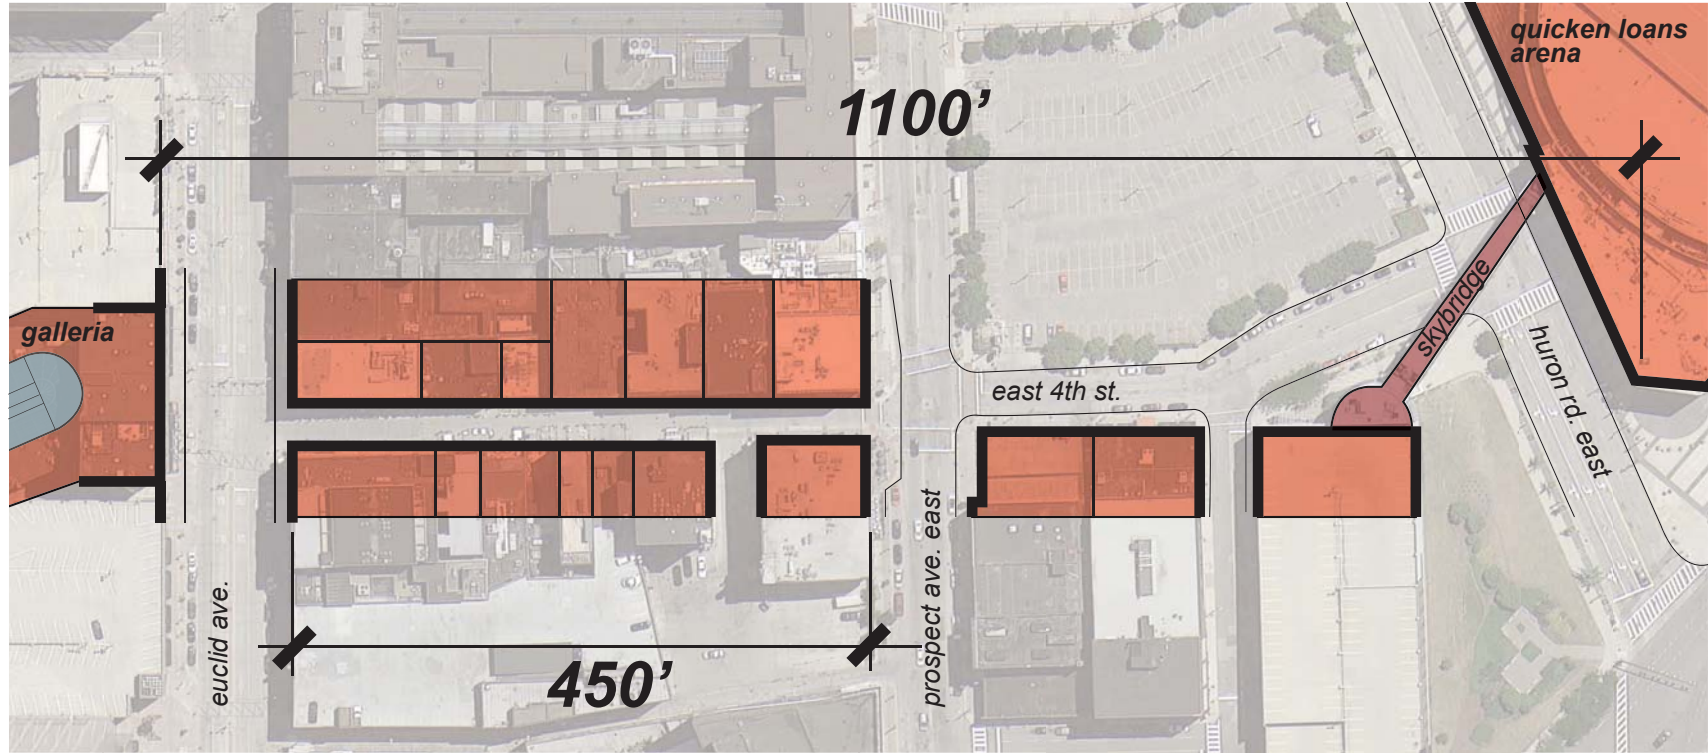 quicken loans
arena
1100’
galleria
skybridge
huron rd. east
east 4th st.
euclid ave.
prospect ave. east
450’